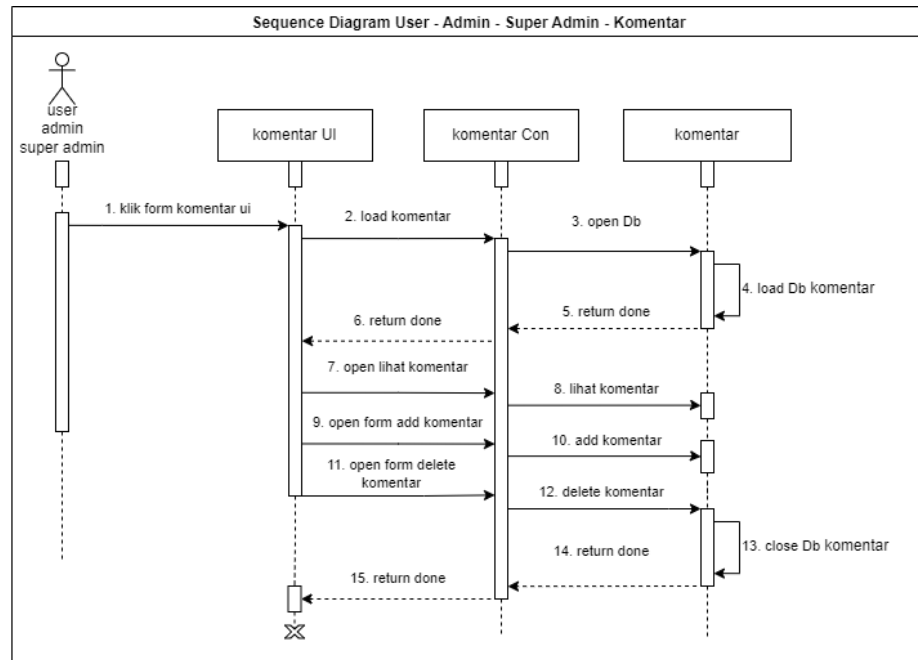 Sequence Diagram User - Admin - Super Admin - Komentar
user
admin
super admin
komentar UI
komentar Con
komentar
1. klik form komentar ui
2. load komentar
3. open Db
4. load Db komentar
5. return done
6. return done
7. open lihat komentar
8. lihat komentar
9. open form add komentar
10. add komentar
11. open form delete
komentar
12. delete komentar
13. close Db komentar
14. return done
15. return done